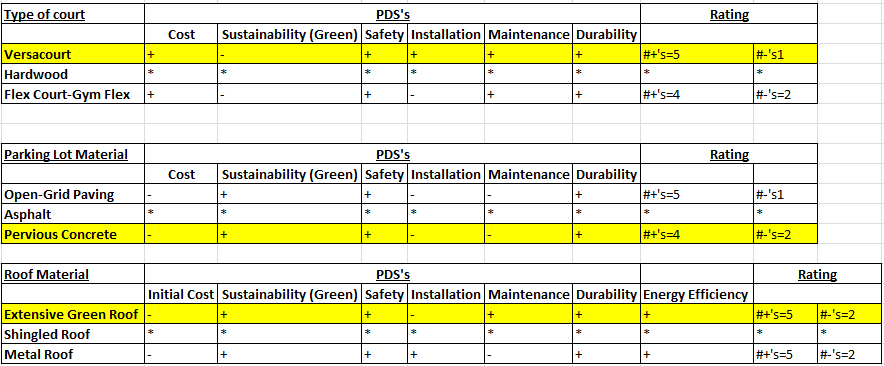 Type of court PDS's Rating
Cost Sustainability (Green) Safety Installation Maintenance Durability
Versacourt + - + + + + #+'s=5 #-'s1
Hardwood * * * * * * * *
Flex Court-Gym Flex + - + - + + #+'s=4 #-'s=2
Parking Lot Material PDS's Rating
Cost Sustainability (Green) Safety Installation Maintenance Durability
Open-Grid Paving - + + - - + #+'s=5 #-'s1
Asphalt * * * * * * * *
Pervious Concrete - + + - - + #+'s=4 #-'s=2
Roof Material PDS's Rating
Initial Cost Sustainability (Green) Safety Installation Maintenance Durability Energy Efficiency
Extensive Green Roof - + + - + + + #+'s=5 #-'s=2
Shingled Roof * * * * * * * * *
Metal Roof - + + + - + + #+'s=5 #-'s=2